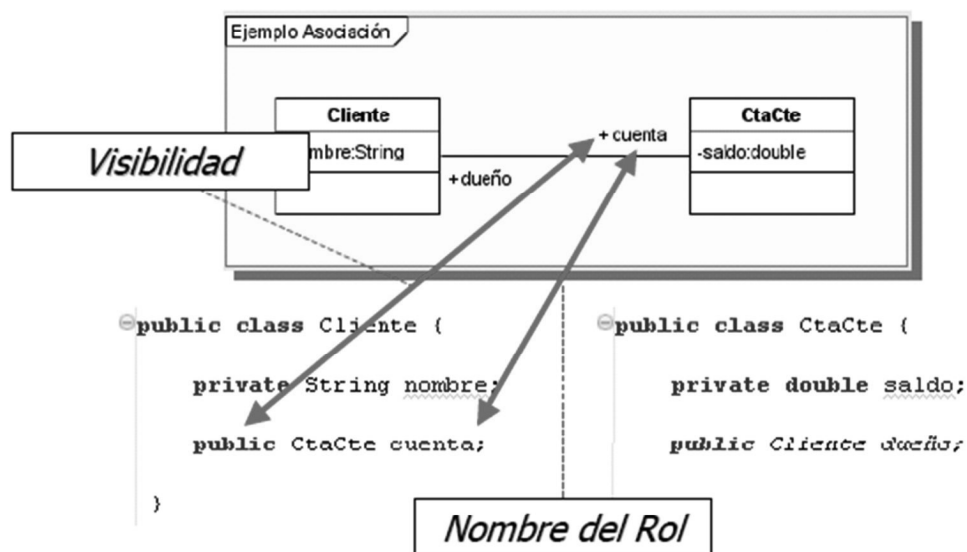 Ejemplo Asociación
Cliente
mbre:String
+dueño
+ cuenta
CtaCte
-saldo:double
Visibilidad
public class Cliente {
private String nombre;
public CtaCte cuenta;
}
public class CtaCte {
private double saldo;
public Cliente dueño;
Nombre del Rol